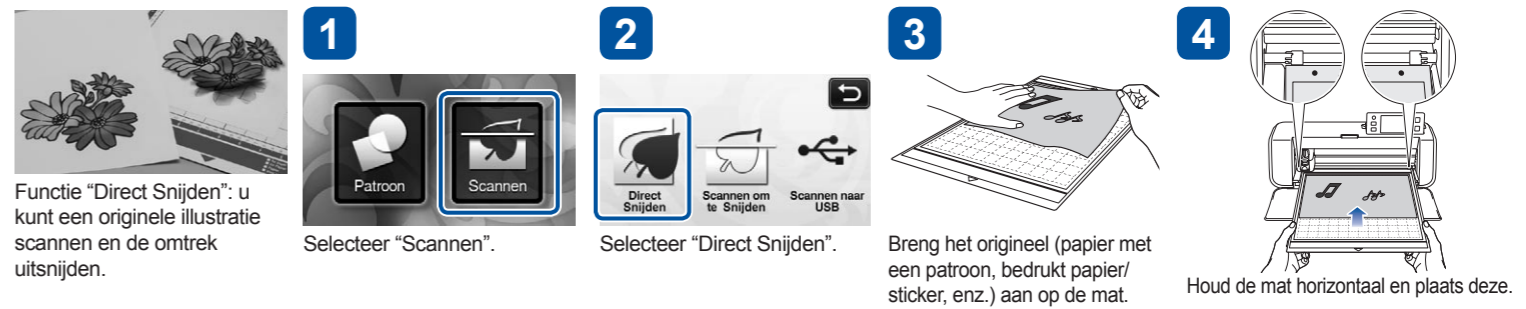 Functie “Direct Snijden”: u
kunt een originele illustratie
scannen en de omtrek
uitsnijden.
1
Patroon
Scannen
Selecteer “Scannen”.
2
Direct
Snijden
Scannen om
te Snijden
Scannen naar
USB
Selecteer “Direct Snijden”.
3
Breng het origineel (papier met
een patroon, bedrukt papier/
sticker, enz.) aan op de mat.
4
Houd de mat horizontaal en plaats deze.